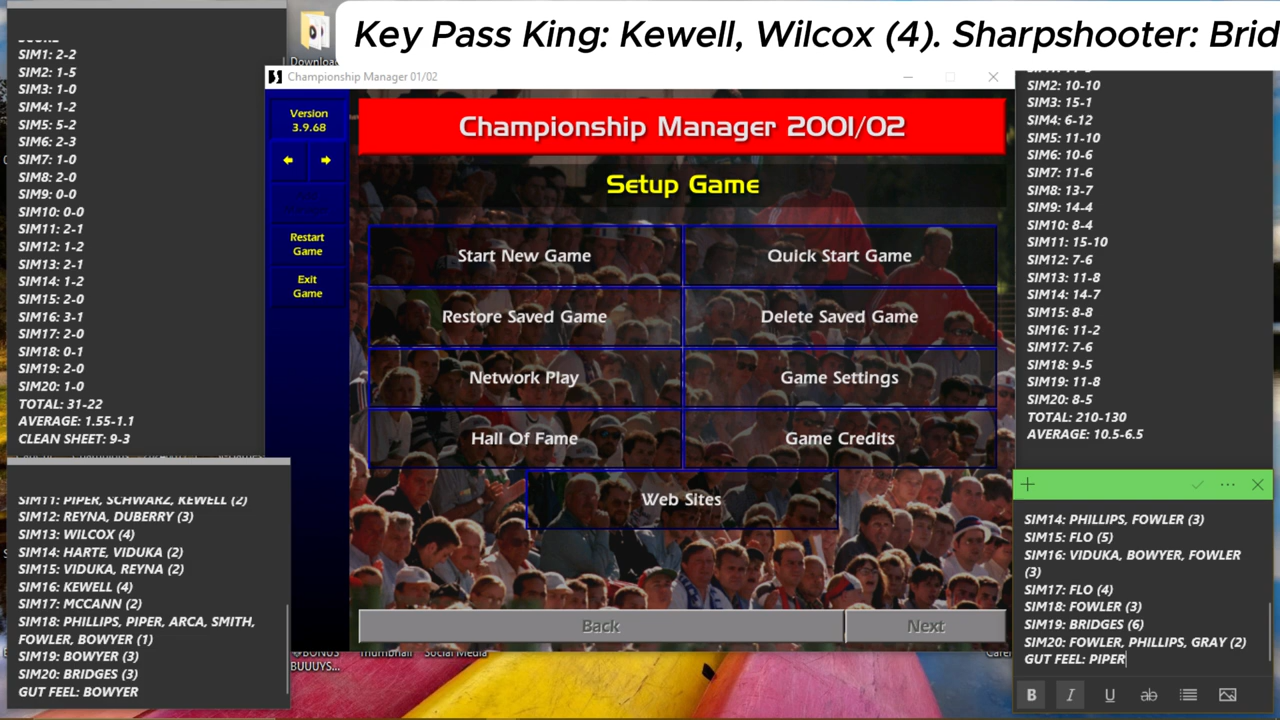 Key Pass King: Kewell, Wilcox (4). Sharpshooter: Brid
SIM1: 2-2
SIM2: 1-5
SIM3: 1-0
SIM4: 1-2
SIM5: 5-2
SIM6: 2-3
SIM7: 1-0
SIM8: 2-0
SIM9: 0-0
SIM10: 0-0
SIM11: 2-1
SIM12: 1-2
SIM13: 2-1
SIM14: 1-2
SIM15: 2-0
SIM16: 3-1
SIM17: 2-0
SIM18: 0-1
SIM19: 2-0
SIM20: 1-0
TOTAL: 31-22
AVERAGE: 1.55-1.1
CLEAN SHEET: 9-3
SIM11: PIPER, SCHWARZ, KEWELL (2)
SIM12: REYNA, DUBERRY (3)
SIM13: WILCOX (4)
SIM14: HARTE, VIDUKA (2)
SIM15: VIDUKA, REYNA (2)
SIM16: KEWELL (4)
SIM17: MCCANN (2)
SIM18: PHILLIPS, PIPER, ARCA, SMITH,
FOWLER, BOWYER (1)
SIM19: BOWYER (3)
SIM20: BRIDGES (3)
GUT FEEL: BOWYER
Downloa
Championship Manager 01/02
Version
3.9.68
Restart
Game
Exit
Game
Championship Manager 2001/02
Setup Game
Start New Game
Quick Start Game
Restore Saved Game
Delete Saved Game
Network Play
Game Settings
Hall Of Fame
Game Credits
Web Sites
Back
Next
BONUS
BUUUYS...
Thumbnail
Social Media
SIM2: 10-10
SIM3: 15-1
SIM4: 6-12
SIM5: 11-10
SIM6: 10-6
SIM7: 11-6
SIM8: 13-7
SIM9: 14-4
SIM10: 8-4
SIM11: 15-10
SIM12: 7-6
SIM13: 11-8
SIM14: 14-7
SIM15: 8-8
SIM16: 11-2
SIM17: 7-6
SIM18: 9-5
SIM19: 11-8
SIM20: 8-5
TOTAL: 210-130
AVERAGE: 10.5-6.5
SIM14: PHILLIPS, FOWLER (3)
SIM15: FLO (5)
SIM16: VIDUKA, BOWYER, FOWLER
(3)
SIM17: FLO (4)
SIM18: FOWLER (3)
SIM19: BRIDGES (6)
SIM20: FOWLER, PHILLIPS, GRAY (2)
GUT FEEL: PIPER
B I U ab